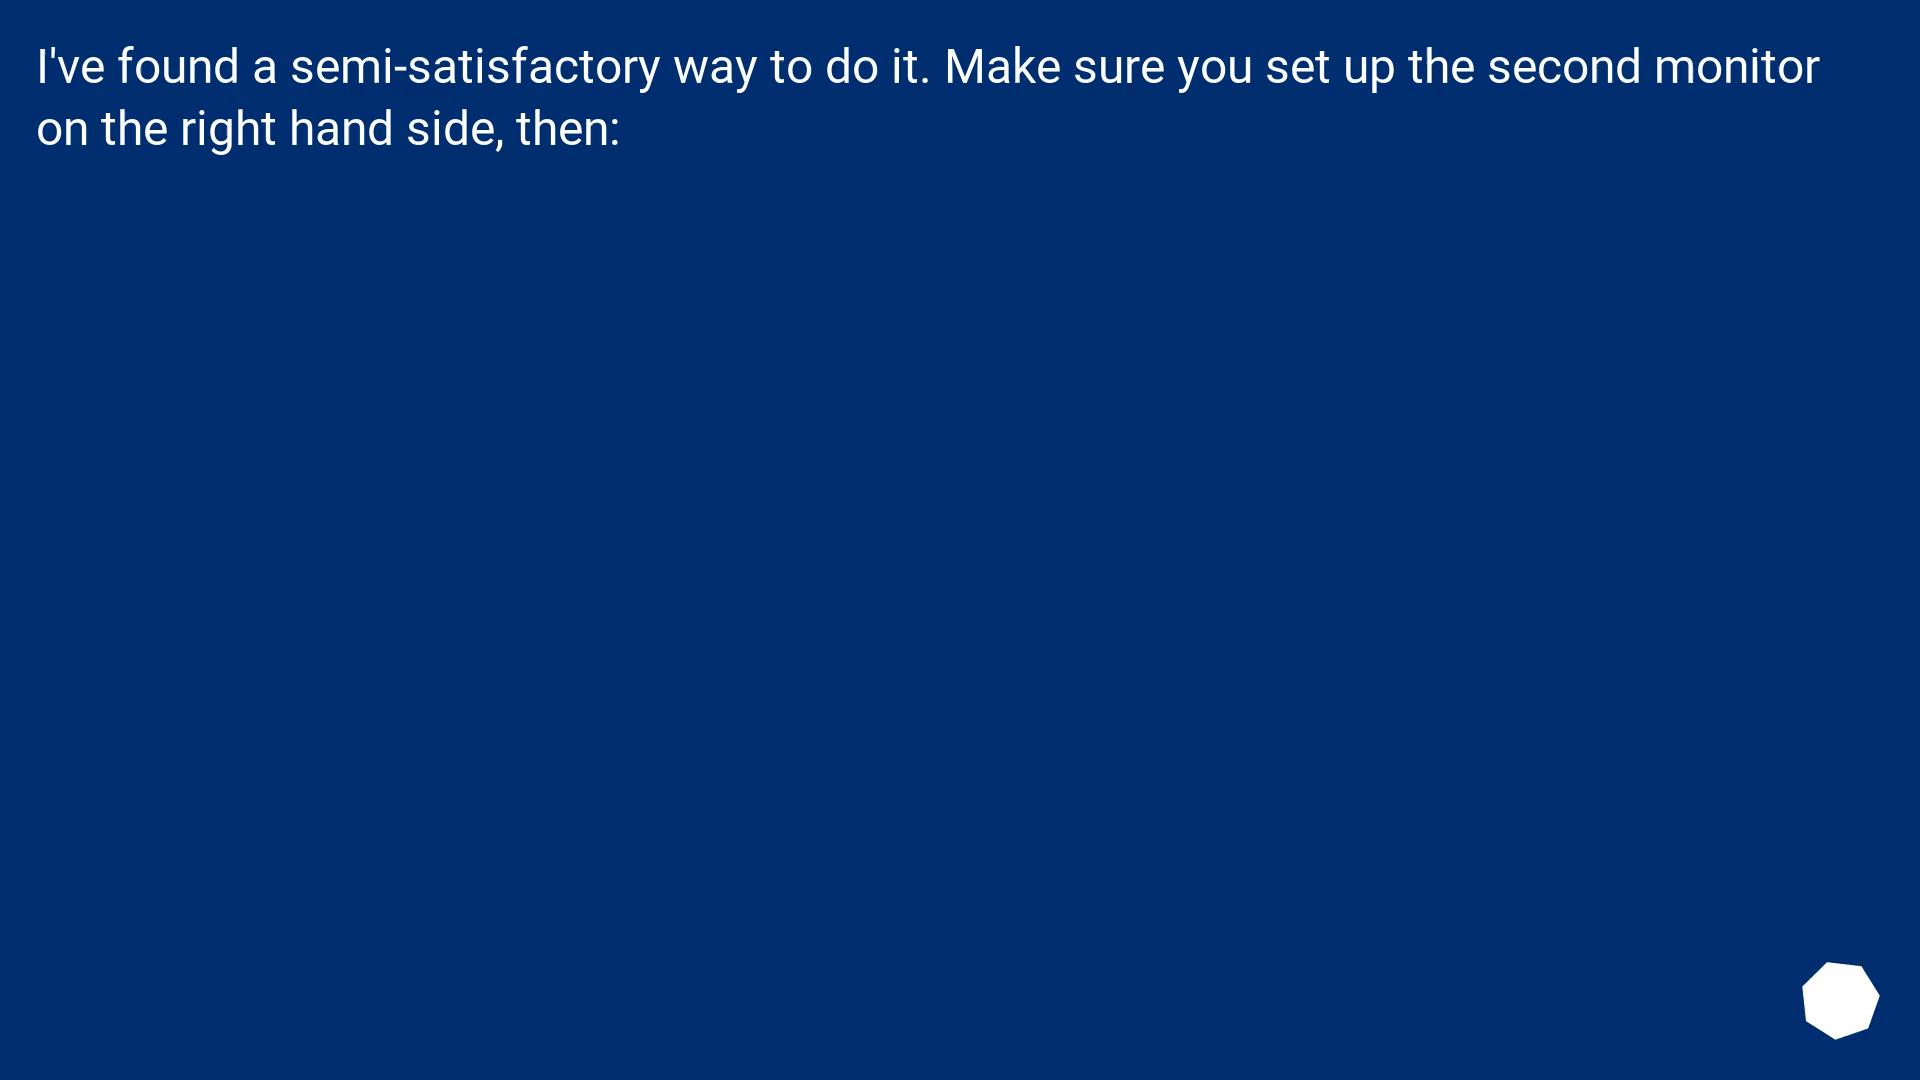 I've found a semi-satisfactory way to do it. Make sure you set up the second monitor
on the right hand side, then: